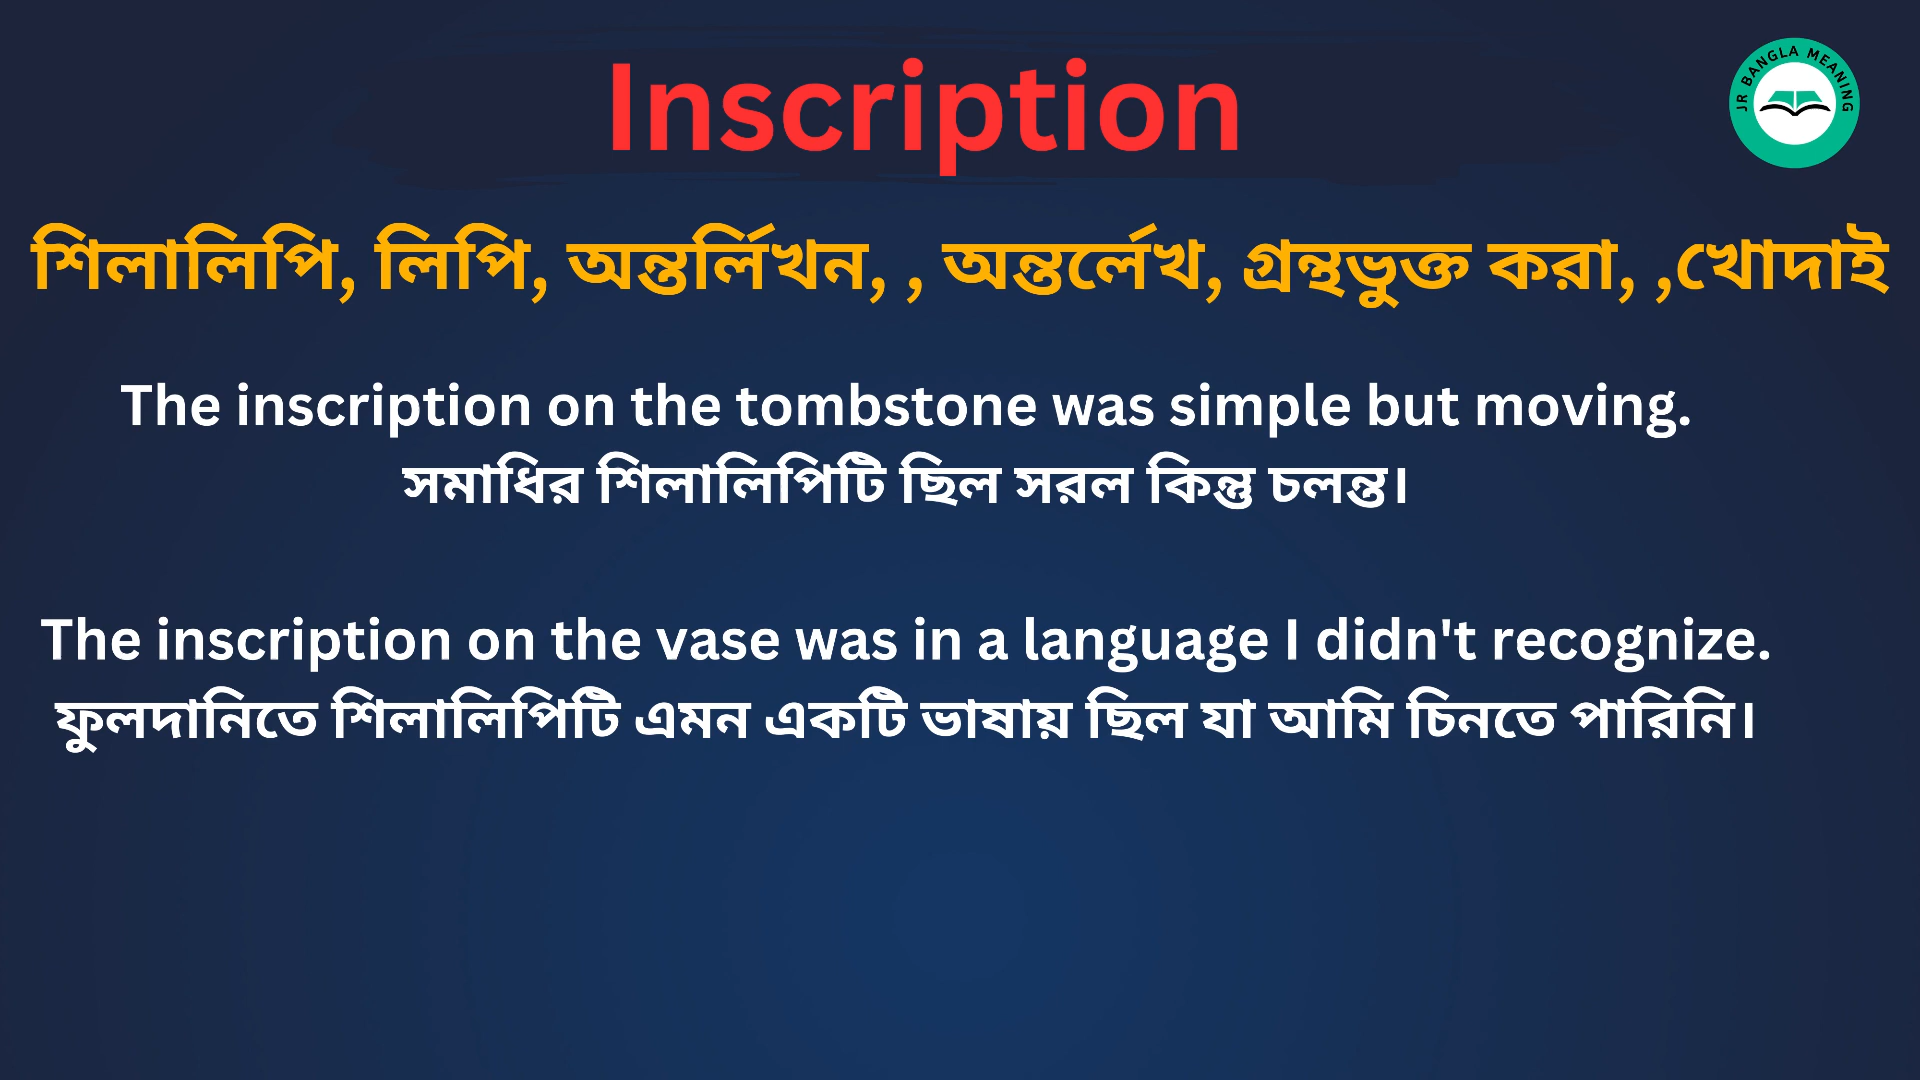 Inscription
JR BANGLA MEANING
শিলালিপি, লিপি, অন্তর্লিখন, , অন্তর্লেখ, গ্রন্থভুক্ত করা, ,খোদাই
The inscription on the tombstone was simple but moving.
সমাধির শিলালিপিটি ছিল সরল কিন্তু চলন্ত।
The inscription on the vase was in a language I didn't recognize.
ফুলদানিতে শিলালিপিটি এমন একটি ভাষায় ছিল যা আমি চিনতে পারিনি।